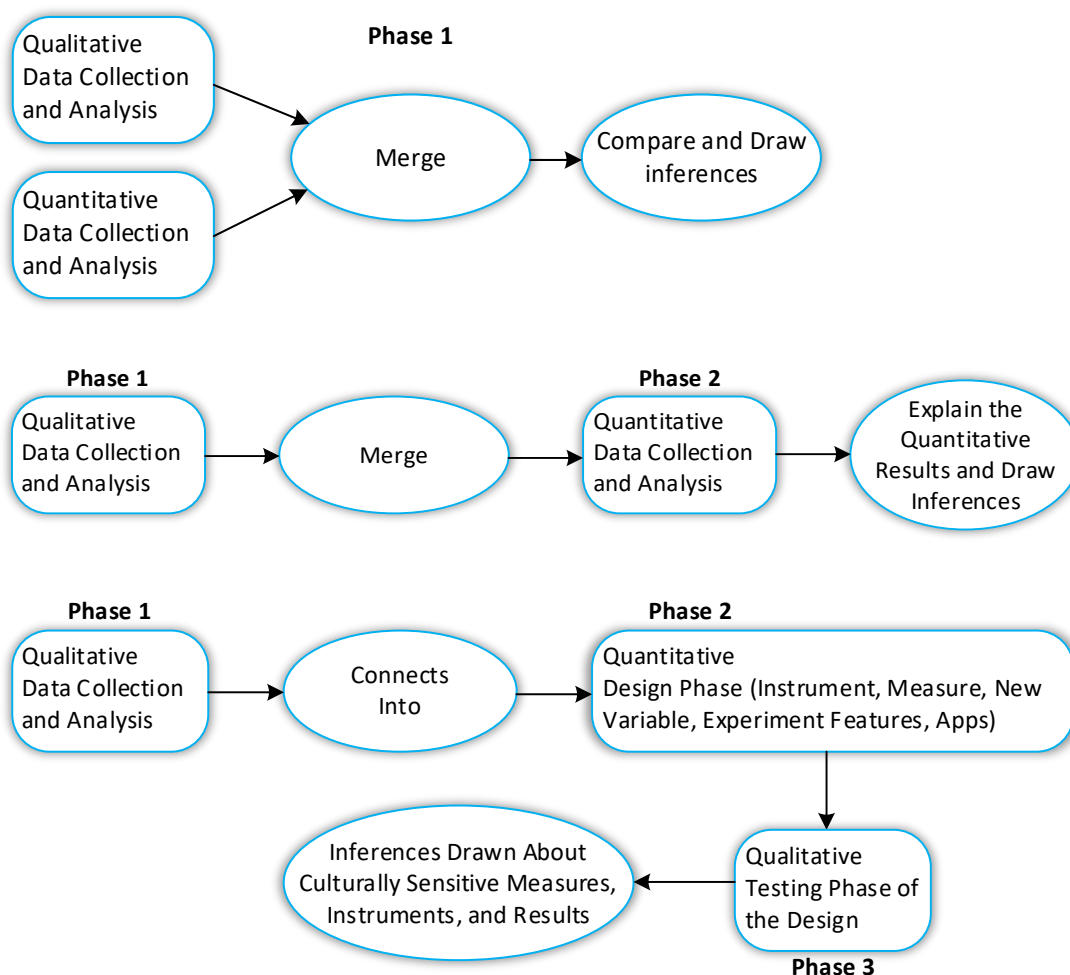 Phase 1
Qualitative
Data Collection
and Analysis
Quantitative
Data Collection
and Analysis
Merge
Compare and Draw
inferences
Phase 1
Qualitative
Data Collection
and Analysis
Merge
Phase 2
Quantitative
Data Collection
and Analysis
Explain the
Quantitative
Results and Draw
Inferences
Phase 1
Qualitative
Data Collection
and Analysis
Connects
Into
Phase 2
Quantitative
Design Phase (Instrument, Measure, New
Variable, Experiment Features, Apps)
Qualitative
Testing Phase of
the Design
Phase 3
Inferences Drawn About
Culturally Sensitive Measures,
Instruments, and Results